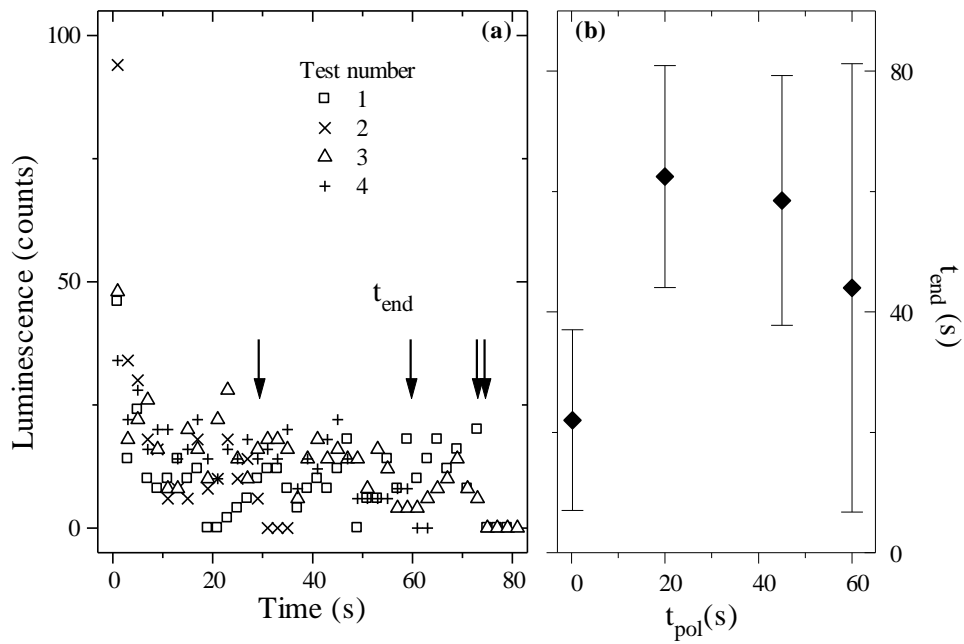 (a)
(b)
100
50
0
Luminescence (counts)
Test number
1
2
3
4
t_end
0 20 40 60 80
Time (s)
80
40
0
t_end (s)
0 20 40 60
t_pol(s)